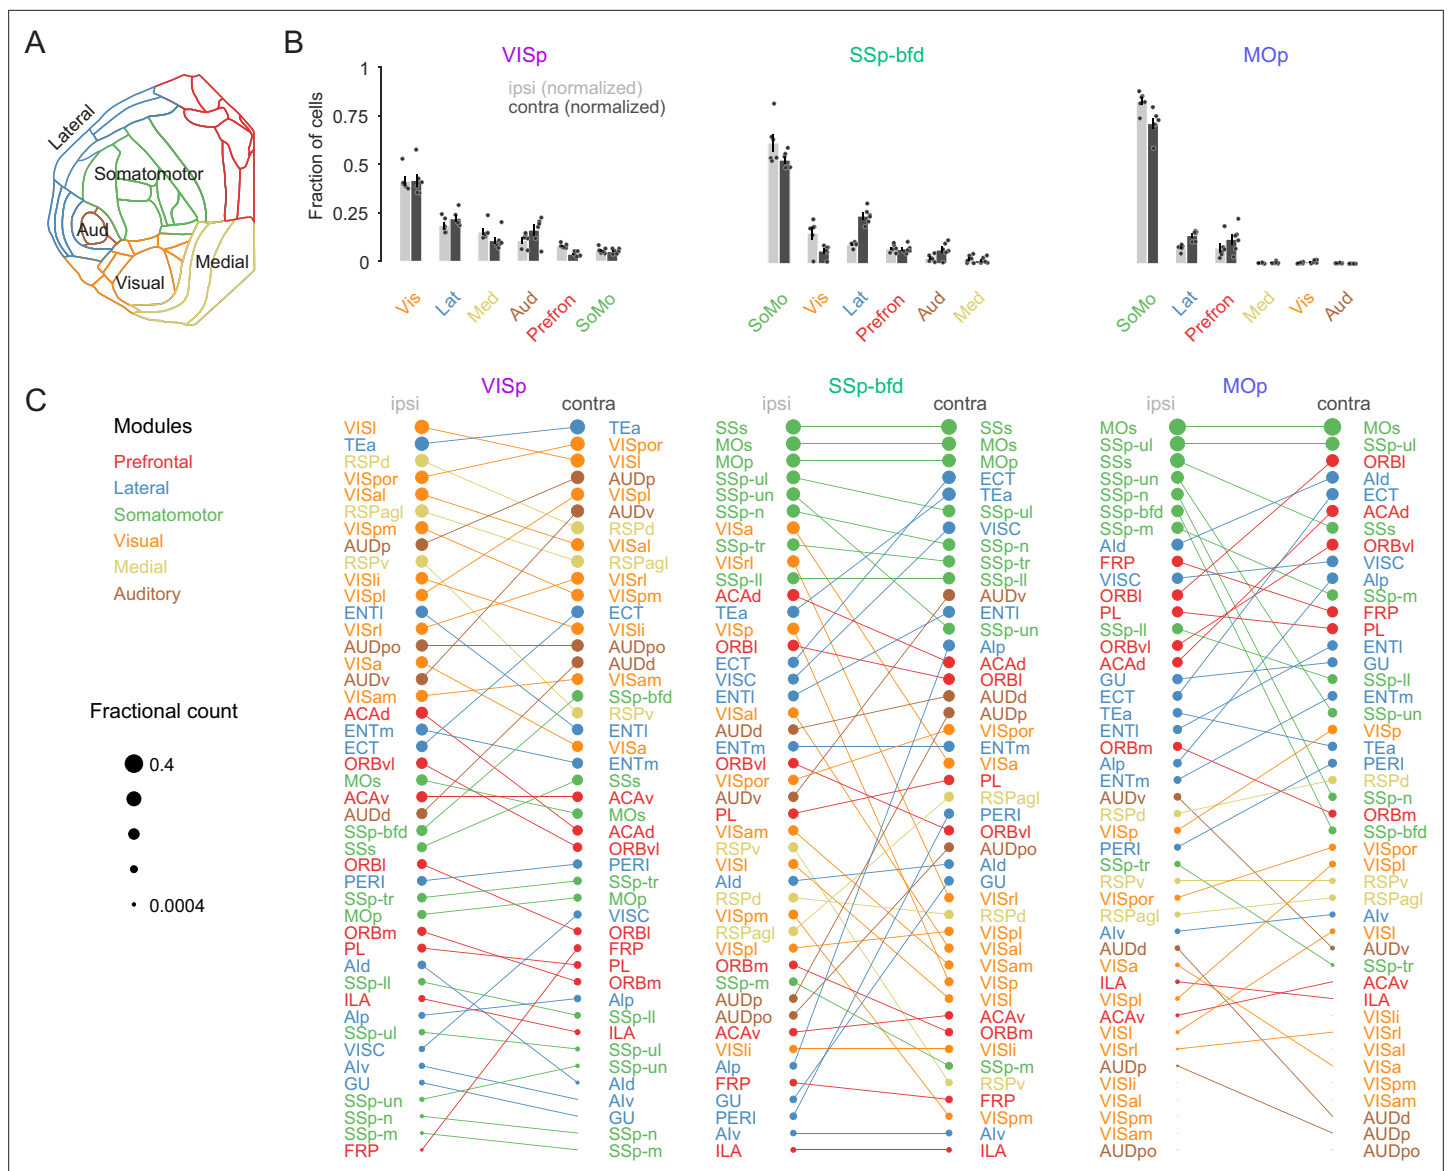 A
Lateral
Somatomotor
Aud
Visual
Medial
B
VISp
SSp-bfd
MOp
ipsi (normalized)
contra (normalized)
Fraction of cells
1
0.75
0.5
0.25
0
Vis Lat Med Aud Prefron SoMo
SoMo Vis Lat Prefron Aud Med
SoMo Lat Prefron Med Vis Aud
C
Modules
Prefrontal
Lateral
Somatomotor
Visual
Medial
Auditory
Fractional count
0.4
0.0004
VISp
ipsi contra
VISl TEa
TEa VISpor
RSPd VISl
VISpor AUDp
VISal VISpl
RSPagl AUDv
VISpm RSPd
AUDp VISal
RSPv RSPagl
VISli VISrl
VISpl VISpm
ENTl ECT
VISrl VISli
AUDpo AUDpo
VISa AUDd
AUDv VISam
VISam SSp-bfd
ACAd RSPv
ENTm ENTl
ECT VISa
ORBvl ENTm
MOs SSs
ACAv ACAv
AUDd MOs
SSp-bfd ACAd
SSs ORBvl
ORBl PERI
PERI SSp-tr
SSp-tr MOp
MOp VISC
ORBm ORBl
PL FRP
AId PL
SSp-ll ORBm
ILA AIp
AIp SSp-ll
SSp-ul ILA
VISC SSp-ul
AIv SSp-un
GU AId
SSp-un AIv
SSp-n GU
SSp-m SSp-n
FRP SSp-m
SSp-bfd
ipsi contra
SSs SSs
MOs MOs
MOp MOp
SSp-ul ECT
SSp-un TEa
SSp-n SSp-ul
VISa VISC
SSp-tr SSp-n
VISrl SSp-tr
SSp-ll SSp-ll
ACAd AUDv
TEa ENTl
VISp SSp-un
ORBl AIp
ECT ACAd
VISC ORBl
ENTl AUDd
VISal AUDp
AUDd VISpor
ENTm ENTm
ORBvl VISa
VISpor PL
AUDv RSPagl
PL PERI
VISam ORBvl
RSPv AUDpo
VISl AId
AId GU
RSPd VISrl
VISpm RSPd
RSPagl VISpl
VISpl VISal
ORBm VISam
SSp-m VISp
AUDp VISl
AUDpo ACAv
ACAv ORBm
VISli VISli
AIp SSp-m
FRP RSPv
GU FRP
PERI VISpm
AIv AIv
ILA ILA
MOp
ipsi contra
MOs MOs
SSp-ul SSp-ul
SSs ORBl
SSp-un AId
SSp-n ECT
SSp-bfd ACAd
SSp-m SSs
AId ORBvl
FRP VISC
VISC AIp
ORBl SSp-m
PL FRP
SSp-ll PL
ORBvl ENTl
ACAd GU
GU SSp-ll
ECT ENTm
TEa SSp-un
ENTl VISp
ORBm TEa
AIp PERI
ENTm RSPd
AUDv SSp-n
RSPd ORBm
VISp SSp-bfd
PERI VISpor
SSp-tr VISpl
RSPv RSPv
VISpor RSPagl
RSPagl AIv
AIv VISl
AUDd AUDv
VISa SSp-tr
ILA ACAv
VISpl ILA
ACAv VISli
VISl VISrl
VISrl VISal
AUDp VISa
VISli VISpm
VISal VISam
VISpm AUDd
VISam AUDp
AUDpo AUDpo